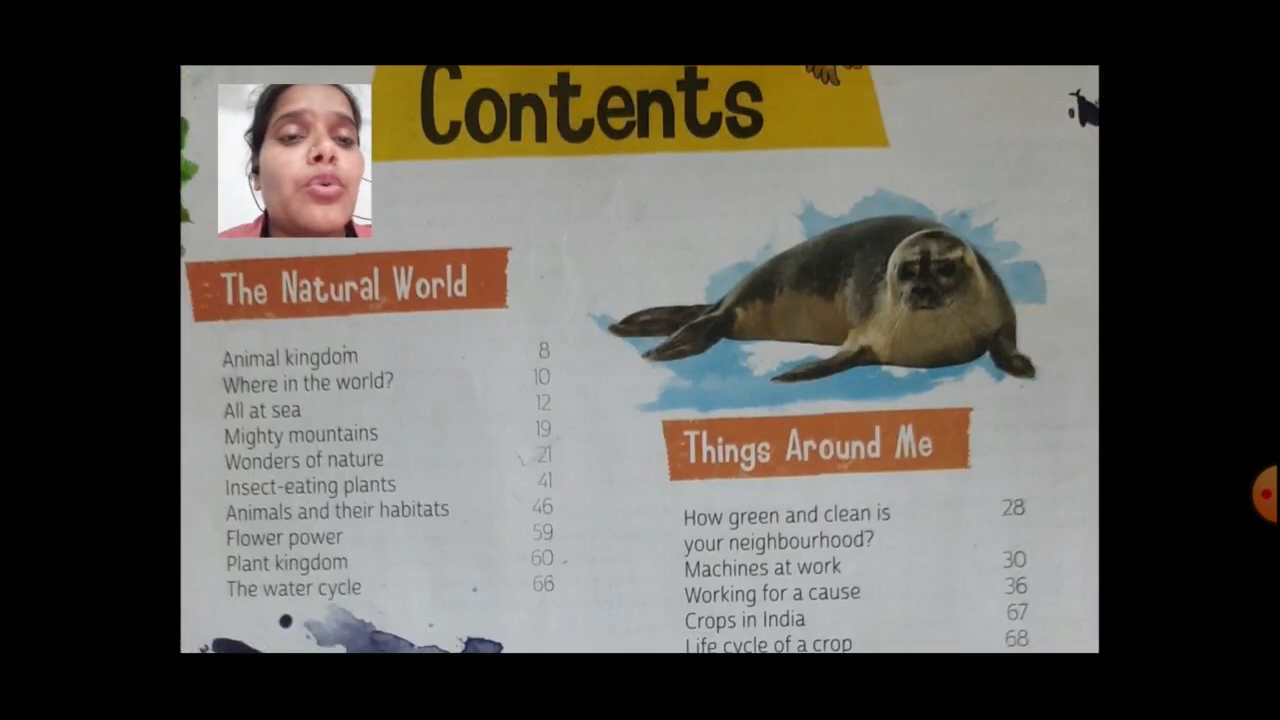 Contents
The Natural World
Animal kingdom 8
Where in the world? 10
All at sea 12
Mighty mountains 19
Wonders of nature 21
Insect-eating plants 41
Animals and their habitats 46
Flower power 59
Plant kingdom 60
The water cycle 66
Things Around Me
How green and clean is 28
your neighbourhood?
Machines at work 30
Working for a cause 36
Crops in India 67
Life cycle of a crop 68